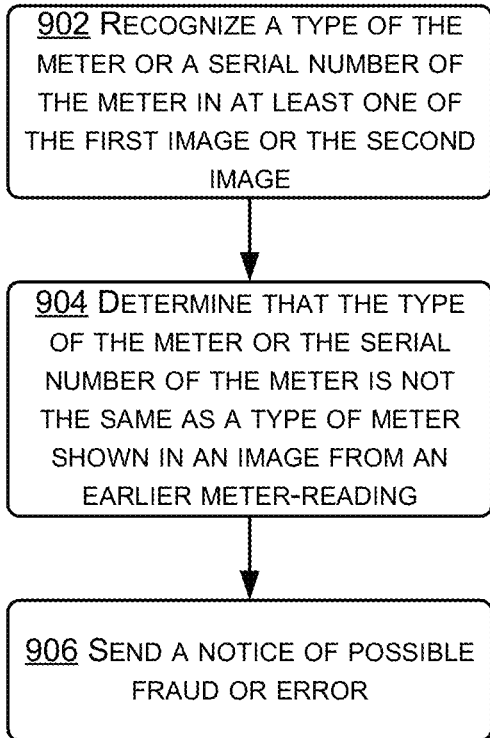 902 RECOGNIZE A TYPE OF THE
METER OR A SERIAL NUMBER OF
THE METER IN AT LEAST ONE OF
THE FIRST IMAGE OR THE SECOND
IMAGE
904 DETERMINE THAT THE TYPE
OF THE METER OR THE SERIAL
NUMBER OF THE METER IS NOT
THE SAME AS A TYPE OF METER
SHOWN IN AN IMAGE FROM AN
EARLIER METER-READING
906 SEND A NOTICE OF POSSIBLE
FRAUD OR ERROR